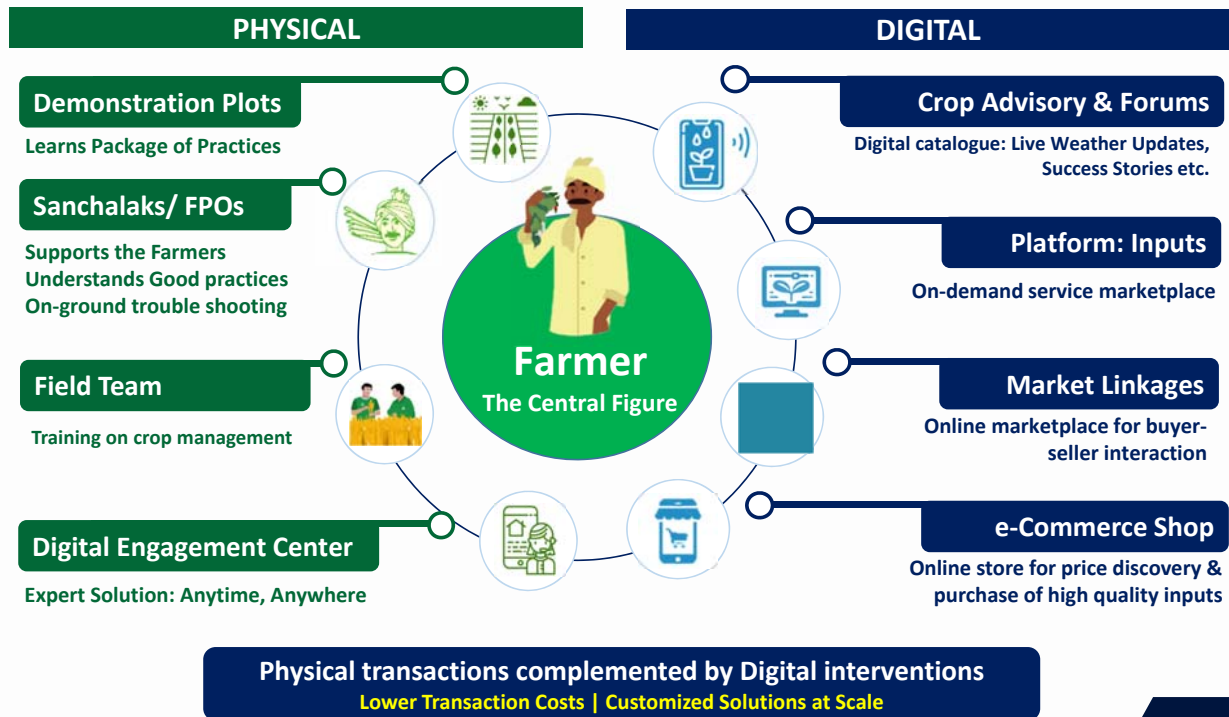 PHYSICAL
Demonstration Plots
Learns Package of Practices
Sanchalaks/ FPOs
Supports the Farmers
Understands Good practices
On-ground trouble shooting
Field Team
Training on crop management
Digital Engagement Center
Expert Solution: Anytime, Anywhere
Farmer
The Central Figure
DIGITAL
Crop Advisory & Forums
Digital catalogue: Live Weather Updates,
Success Stories etc.
Platform: Inputs
On-demand service marketplace
Market Linkages
Online marketplace for buyer-
seller interaction
e-Commerce Shop
Online store for price discovery &
purchase of high quality inputs
Physical transactions complemented by Digital interventions
Lower Transaction Costs | Customized Solutions at Scale